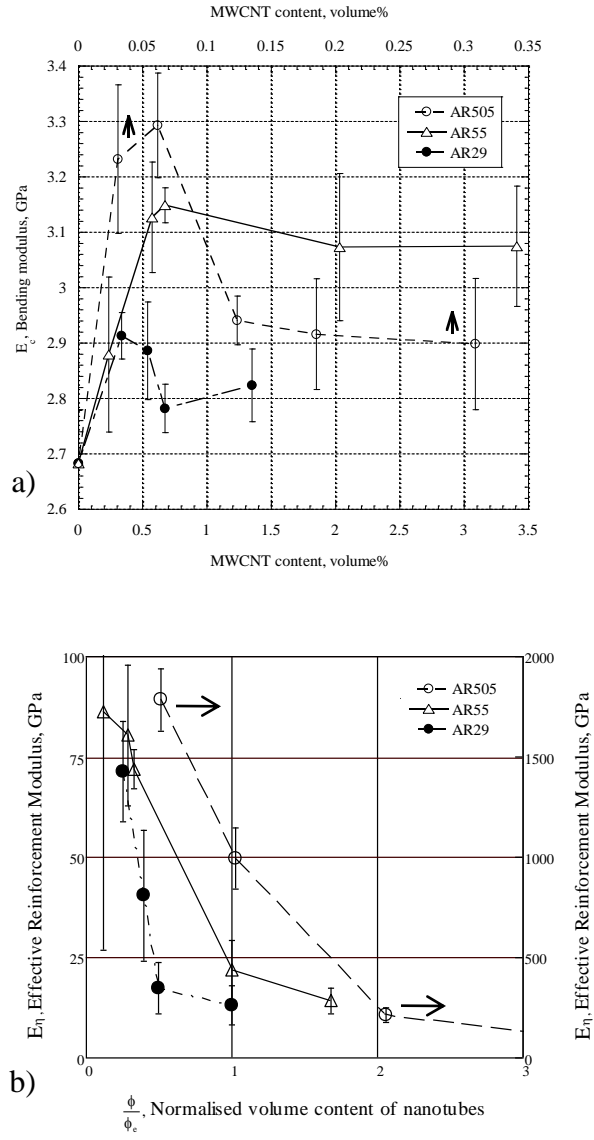 MWCNT content, volume%
0 0.05 0.1 0.15 0.2 0.25 0.3 0.35
3.4
3.3
3.2
3.1
3
2.9
2.8
2.7
2.6
E_c, Bending modulus, GPa
AR505
AR55
AR29
a)
0 0.5 1 1.5 2 2.5 3 3.5
MWCNT content, volume%
100
75
50
25
0
E_η, Effective Reinforcement Modulus, GPa
AR505
AR55
AR29
2000
1500
1000
500
0
E_η, Effective Reinforcement Modulus, GPa
b)
0 1 2 3
ϕ/ϕ_e, Normalised volume content of nanotubes